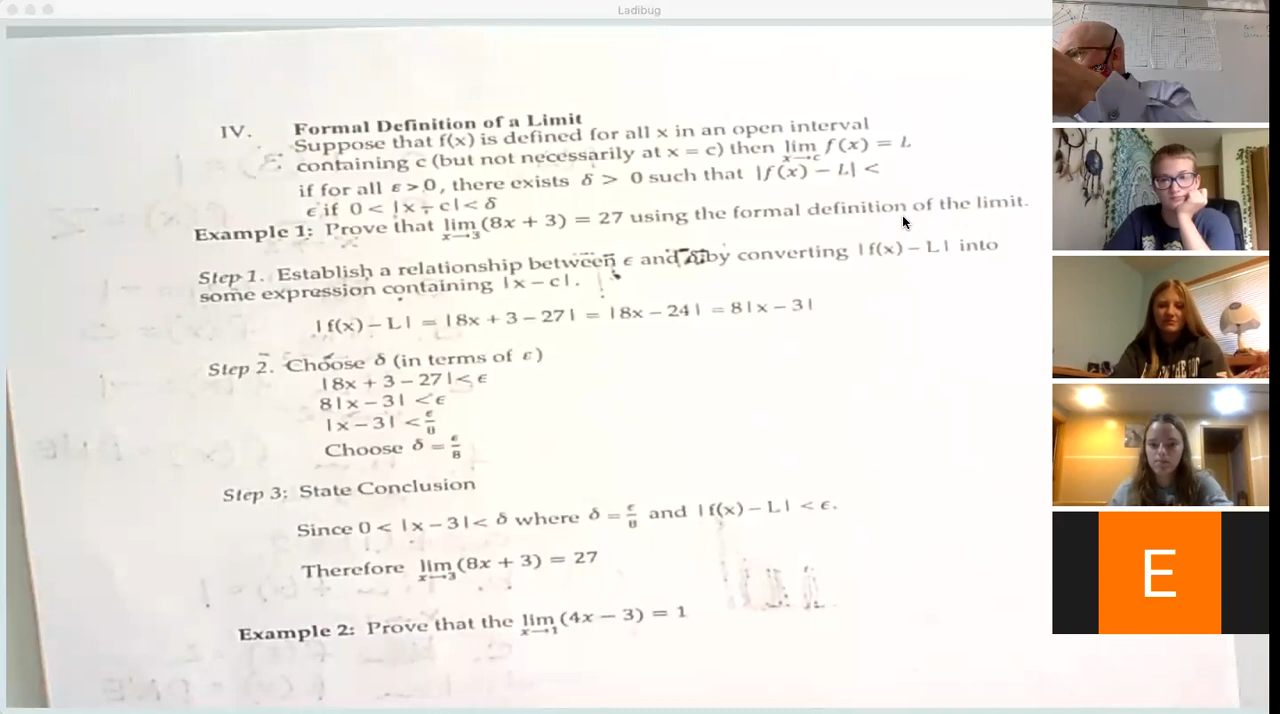 Ladibug
IV. Formal Definition of a Limit
Suppose that f(x) is defined for all x in an open interval
containing c (but not necessarily at x = c) then lim x→c f(x) = L
if for all ε > 0, there exists δ > 0 such that |f(x) − L| <
ϵ if 0 < |x − c| < δ
Example 1: Prove that lim x→3 (8x + 3) = 27 using the formal definition of the limit.
Step 1. Establish a relationship between ϵ and δ by converting |f(x) − L| into
some expression containing |x − c|.
|f(x) − L| = |8x + 3 − 27| = |8x − 24| = 8|x − 3|
Step 2. Choose δ (in terms of ε)
|8x + 3 − 27| < ϵ
8|x − 3| < ϵ
|x − 3| < ϵ/8
Choose δ = ϵ/8
Step 3: State Conclusion
Since 0 < |x − 3| < δ where δ = ϵ/8 and |f(x) − L| < ϵ.
Therefore lim x→3 (8x + 3) = 27
Example 2: Prove that the lim x→1 (4x − 3) = 1
E